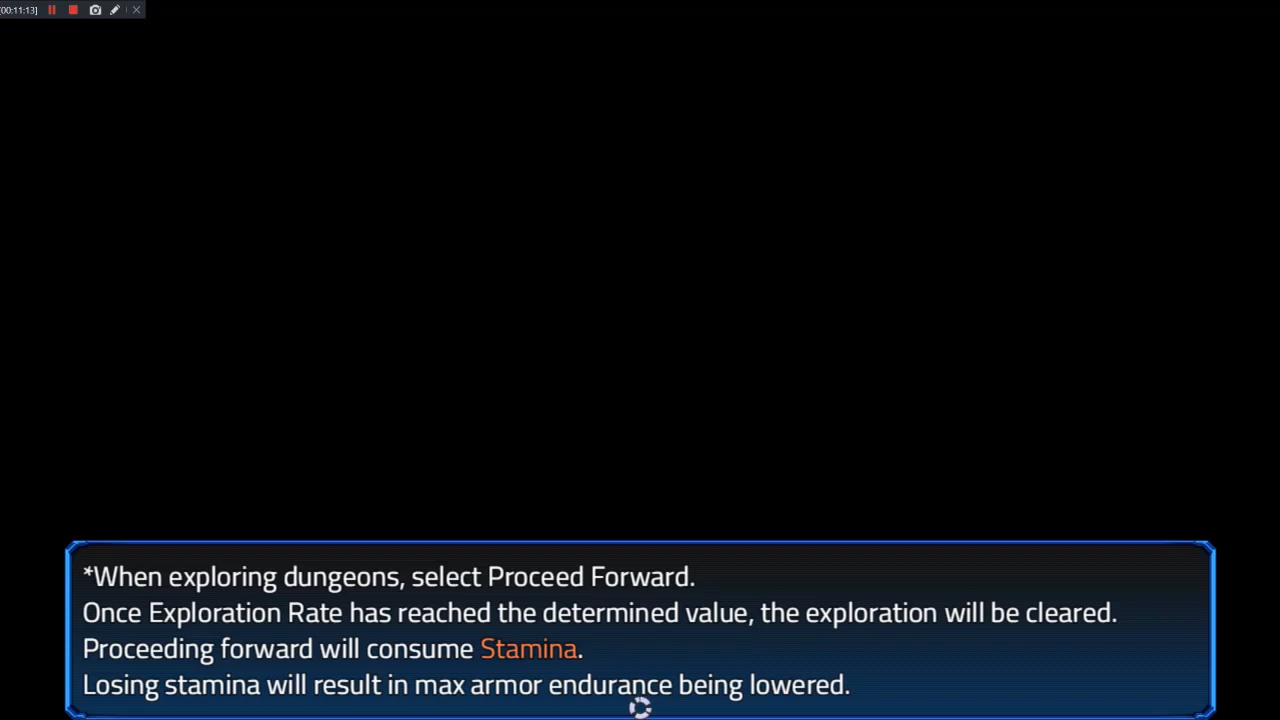 [00:11:13]
*When exploring dungeons, select Proceed Forward.
Once Exploration Rate has reached the determined value, the exploration will be cleared.
Proceeding forward will consume Stamina.
Losing stamina will result in max armor endurance being lowered.